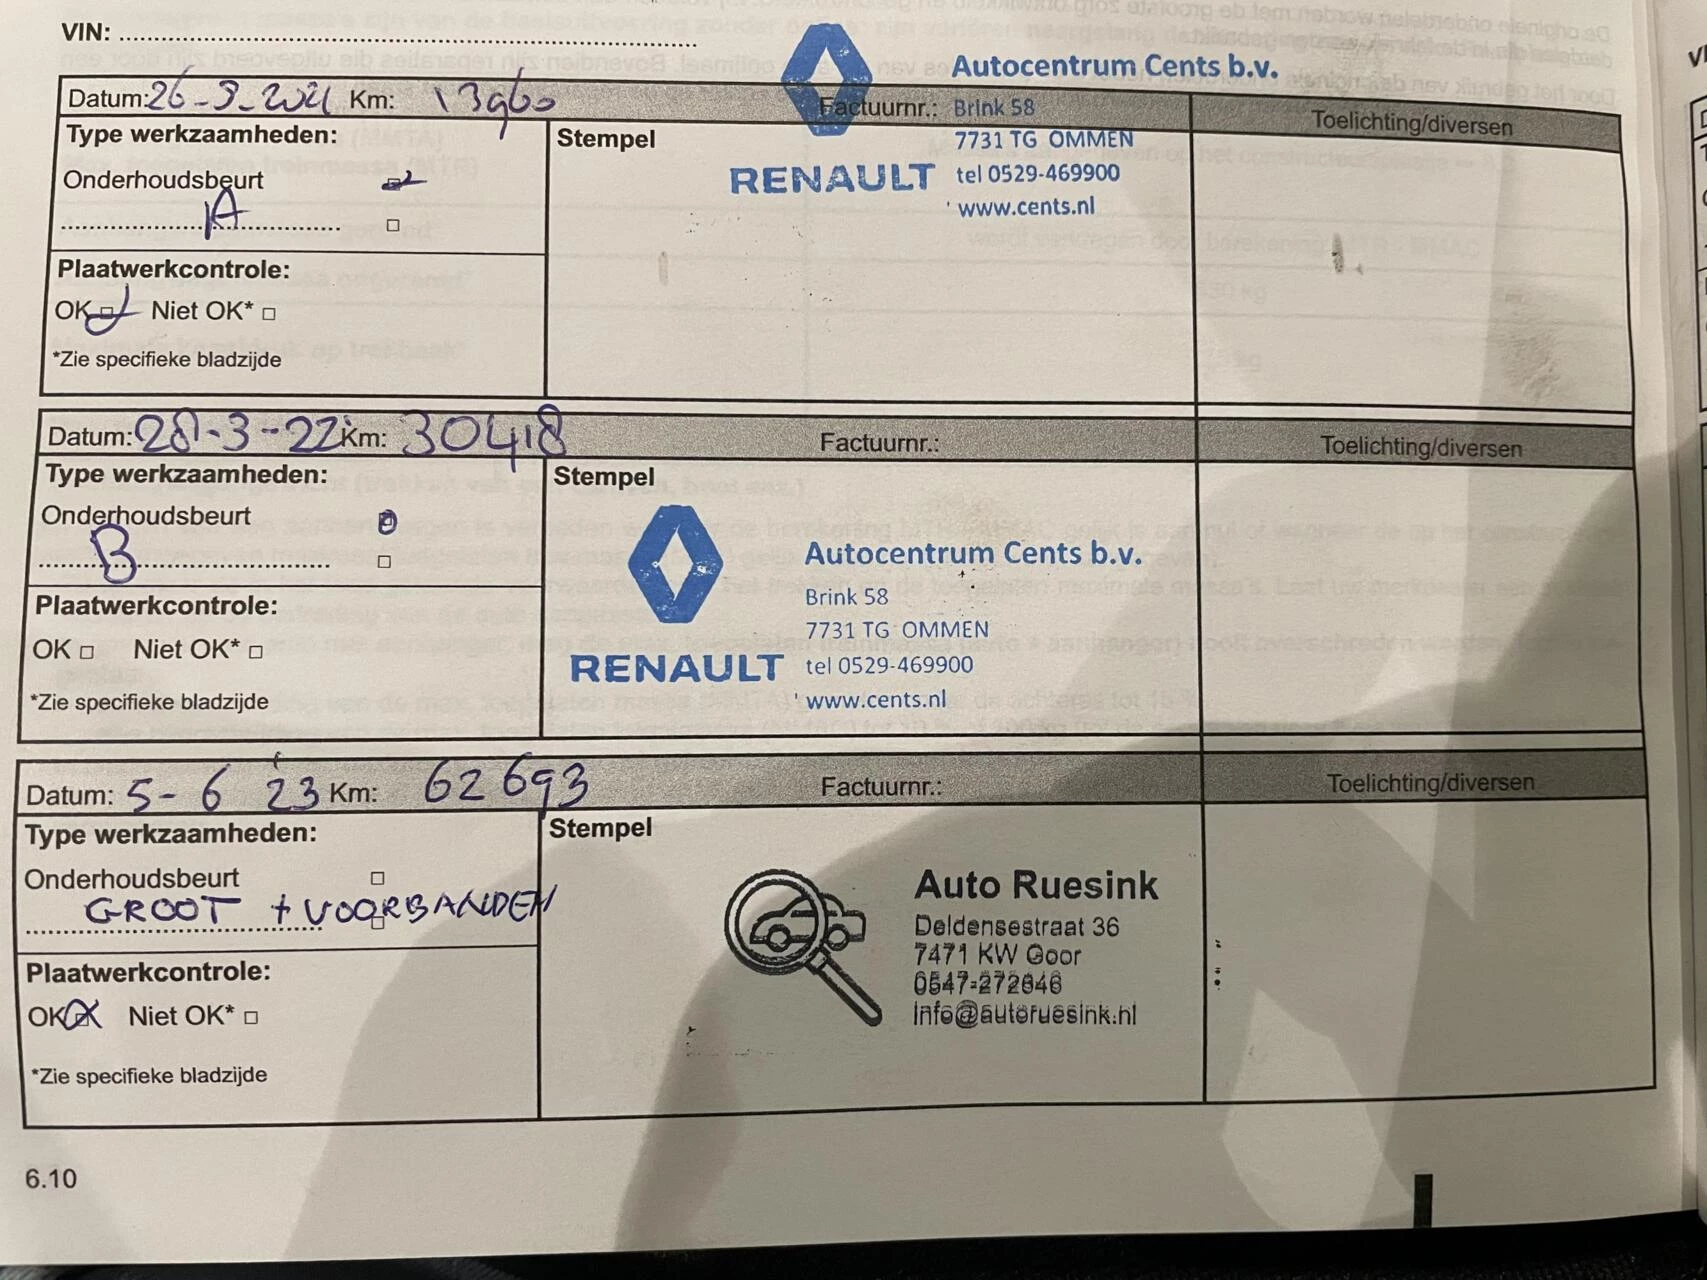 VIN:
Autocentrum Cents b.v.
Datum: 26-3-2021 Km: 13960 Factuurnr.: Brink 58 Toelichting/diversen
Type werkzaamheden: Stempel 7731 TG OMMEN
RENAULT tel 0529-469900
Onderhoudsbeurt www.cents.nl
A
Plaatwerkcontrole:
OK Niet OK*
*Zie specifieke bladzijde
Datum: 28-3-22 Km: 30418 Factuurnr.: Toelichting/diversen
Type werkzaamheden: Stempel
Onderhoudsbeurt
B
Autocentrum Cents b.v.
Plaatwerkcontrole: Brink 58
7731 TG OMMEN
OK Niet OK* RENAULT tel 0529-469900
*Zie specifieke bladzijde www.cents.nl
Datum: 5-6 23 Km: 62693 Factuurnr.: Toelichting/diversen
Type werkzaamheden: Stempel
Onderhoudsbeurt Auto Ruesink
GROOT + VOORBANDEN Deldensestraat 36
7471 KW Goor
Plaatwerkcontrole: 0547-272646
OK Niet OK* info@autoruesink.nl
*Zie specifieke bladzijde
6.10